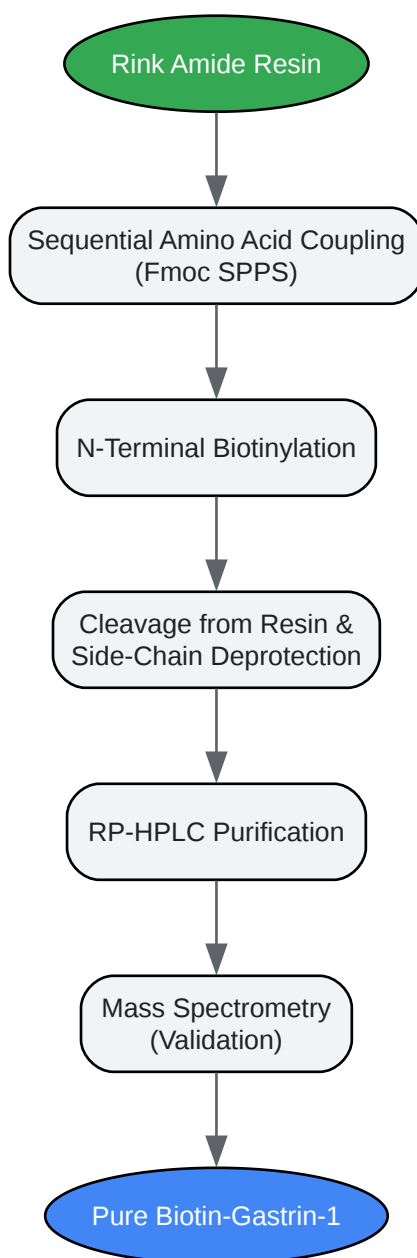 Rink Amide Resin
Sequential Amino Acid Coupling
(Fmoc SPPS)
N-Terminal Biotinylation
Cleavage from Resin &
Side-Chain Deprotection
RP-HPLC Purification
Mass Spectrometry
(Validation)
Pure Biotin-Gastrin-1